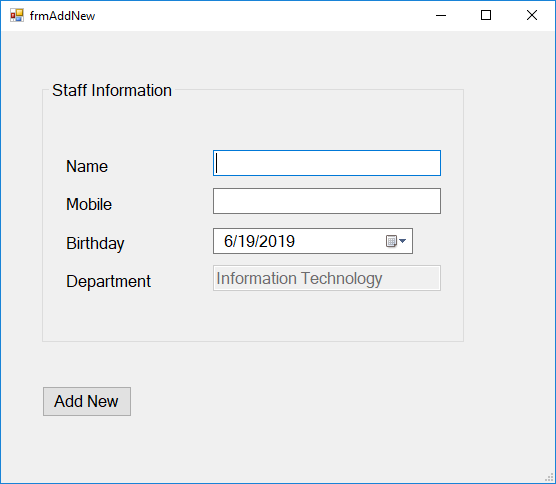 frmAddNew
Staff Information
Name
Mobile
Birthday 6/19/2019
Department Information Technology
Add New